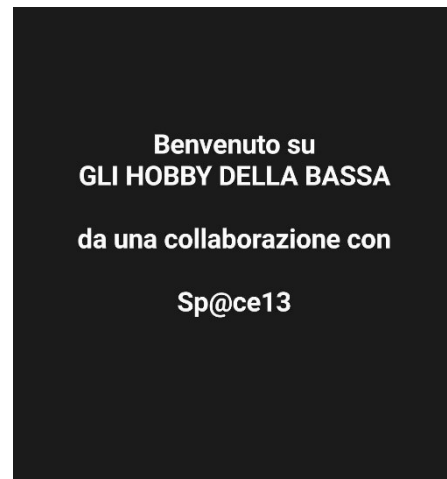 Benvenuto su
GLI HOBBY DELLA BASSA
da una collaborazione con
Sp@ce13